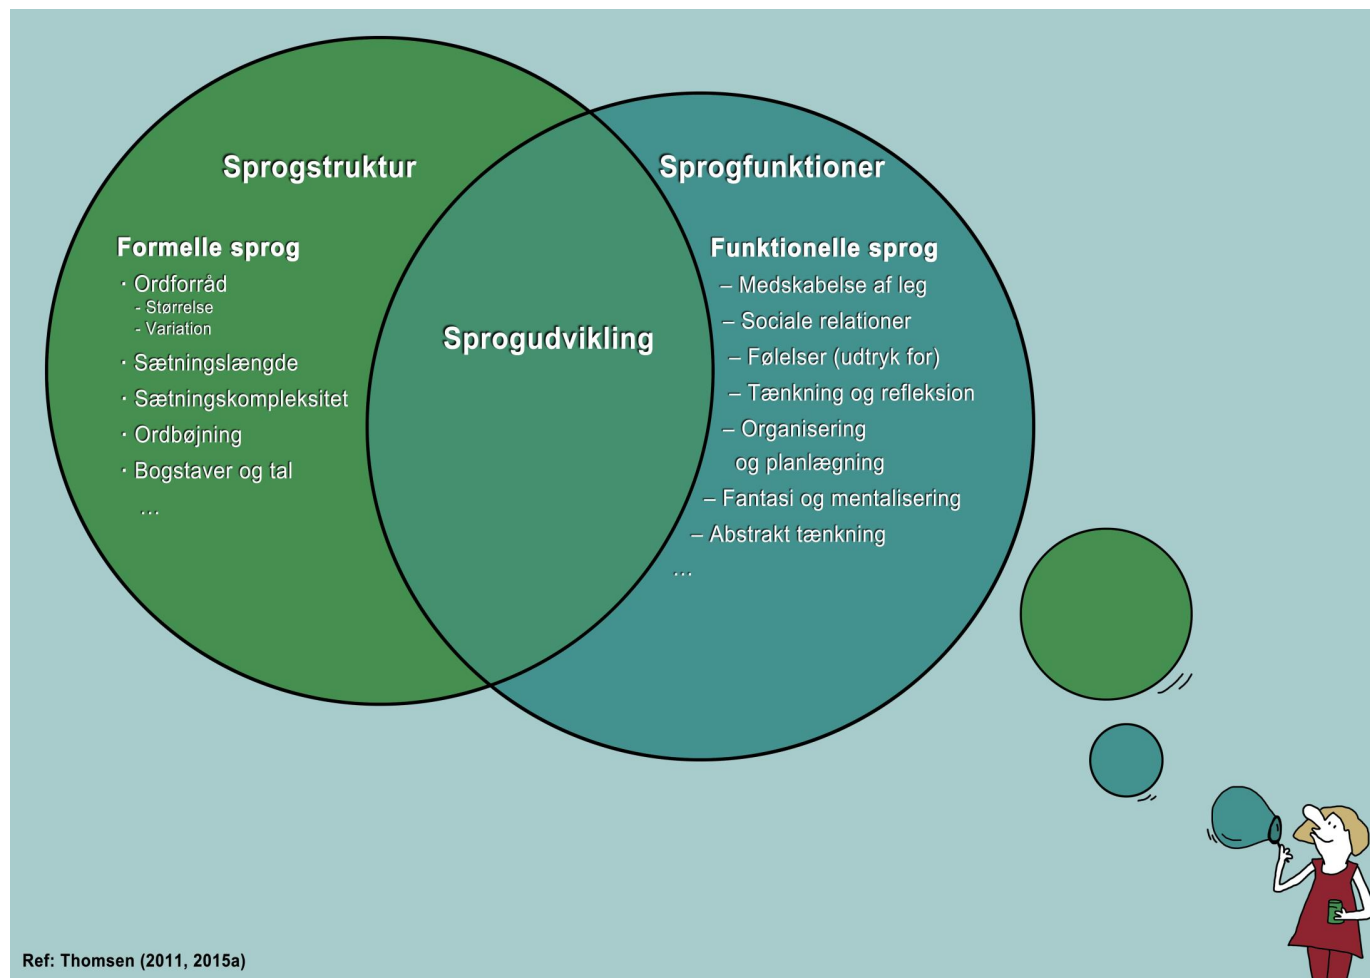 Sprogstruktur
Formelle sprog
· Ordforråd
- Størrelse
- Variation
· Sætningslængde
· Sætningskompleksitet
· Ordbøjning
· Bogstaver og tal
...
Sprogudvikling
Sprogfunktioner
Funktionelle sprog
– Medskabelse af leg
– Sociale relationer
– Følelser (udtryk for)
– Tænkning og refleksion
– Organisering
og planlægning
– Fantasi og mentalisering
– Abstrakt tænkning
...
Ref: Thomsen (2011, 2015a)